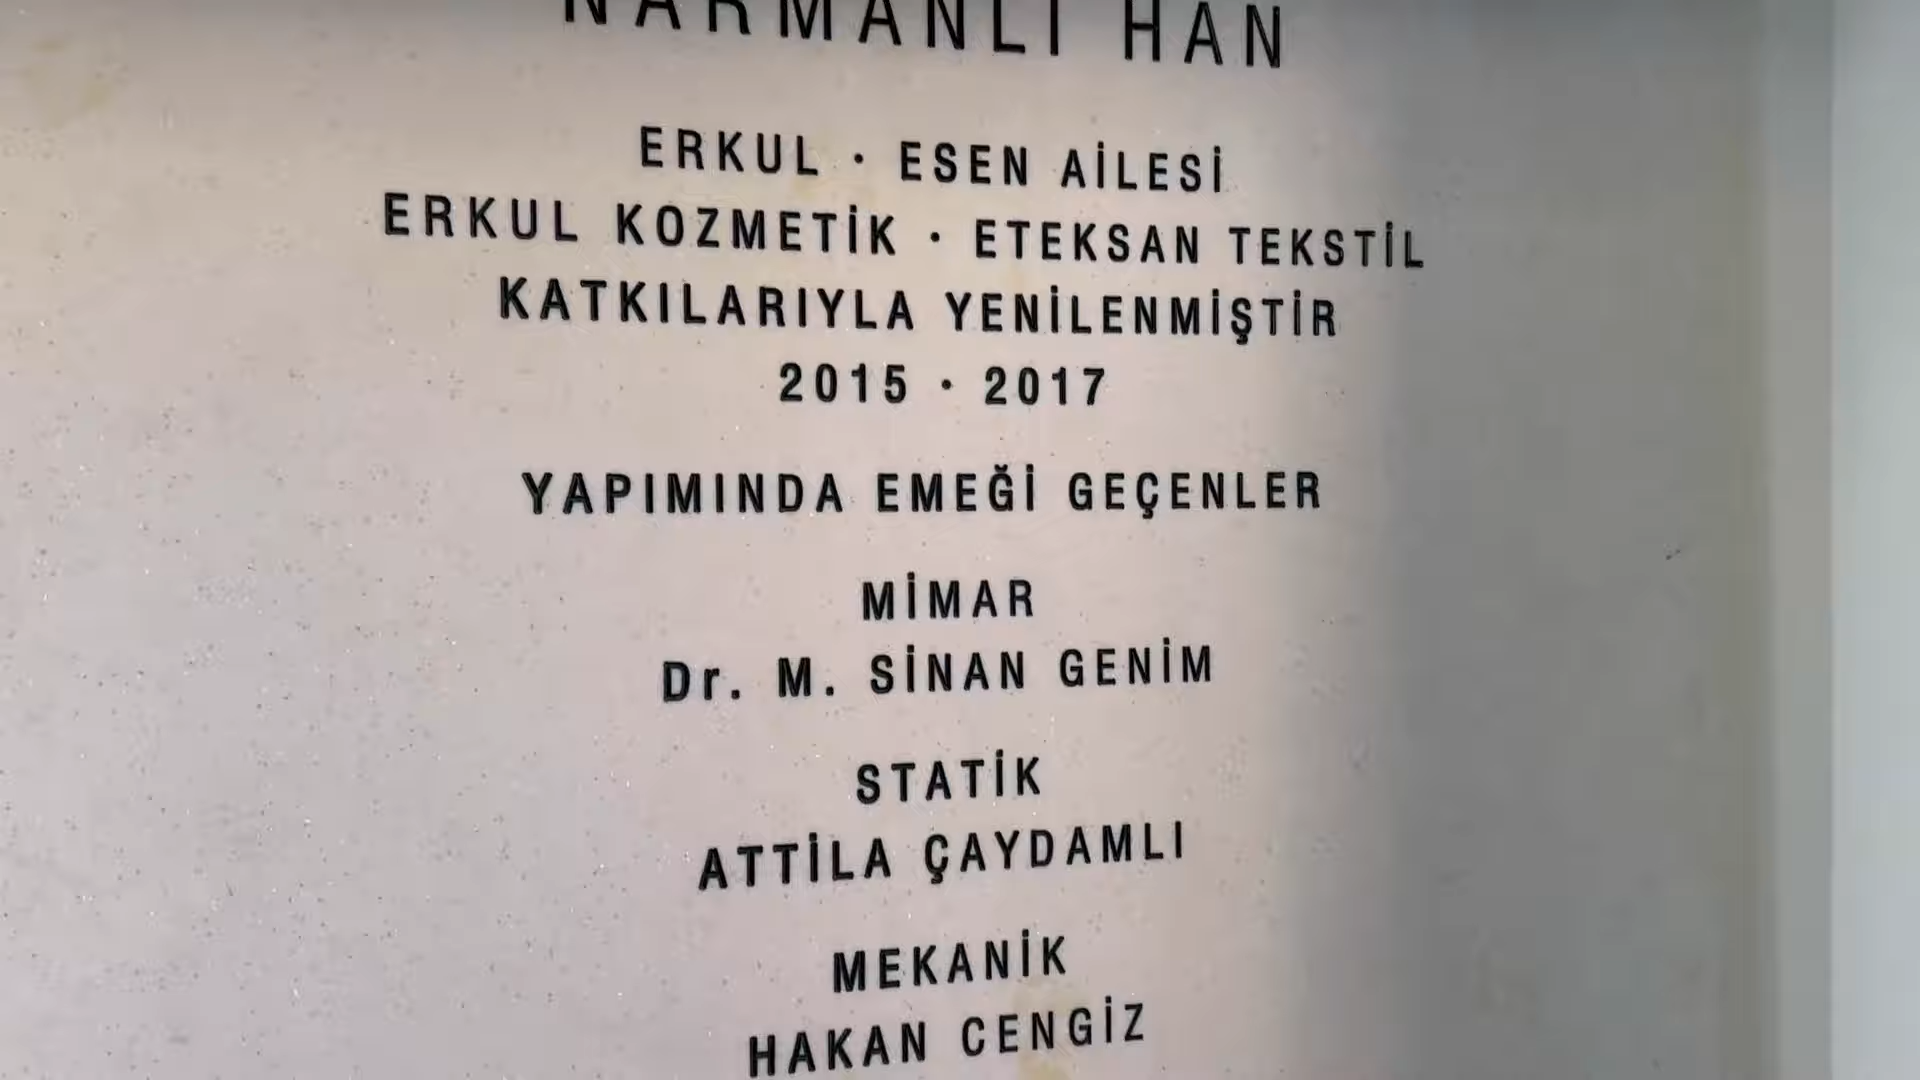 NARMANLI HAN
ERKUL · ESEN AİLESİ
ERKUL KOZMETİK · ETEKSAN TEKSTİL
KATKILARIYLA YENİLENMİŞTİR
2015 · 2017
YAPIMINDA EMEĞİ GEÇENLER
MİMAR
Dr. M. SİNAN GENİM
STATİK
ATTİLA ÇAYDAMLI
MEKANİK
HAKAN CENGİZ